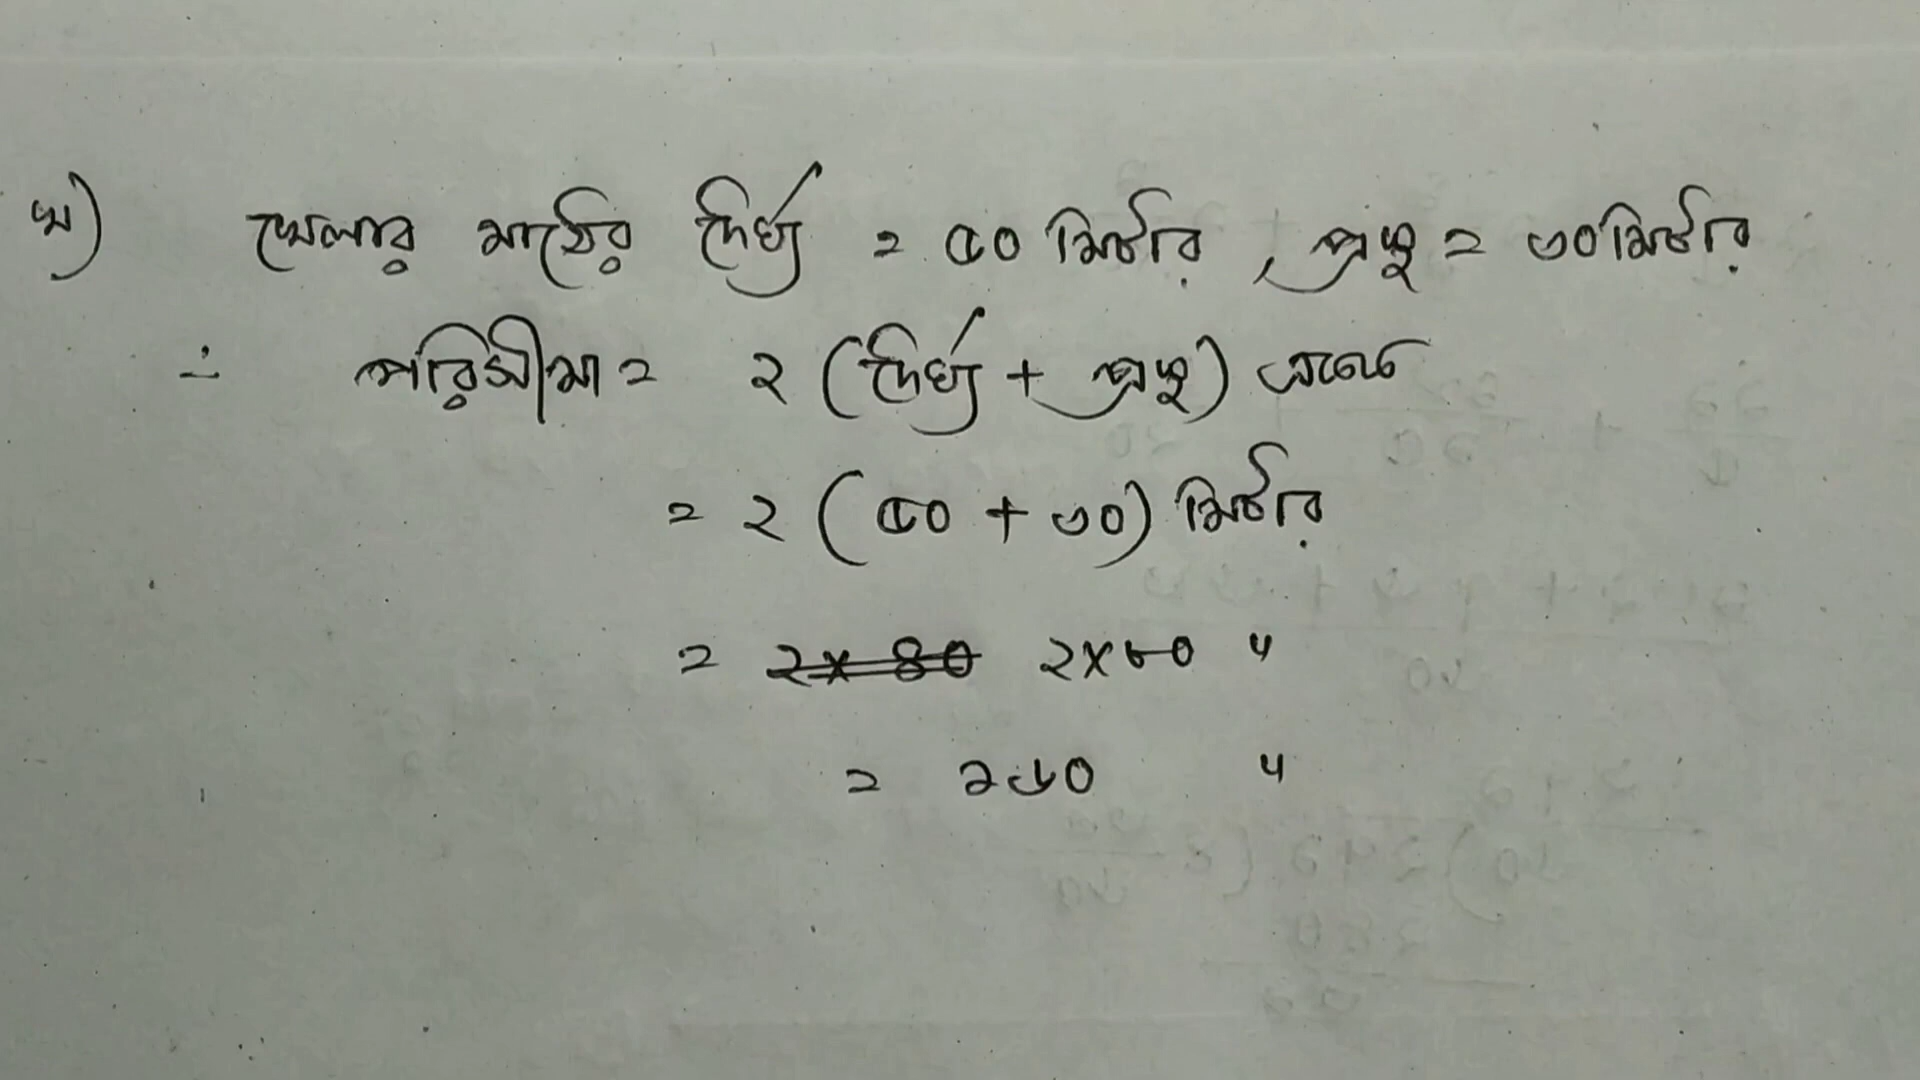 খ) খেলার মাঠের দৈর্ঘ্য = ৫০ মিটার, প্রস্থ = ৩০ মিটার
∴ পরিসীমা = ২ (দৈর্ঘ্য + প্রস্থ) একক
= ২ (৫০ + ৩০) মিটার
= ২×৪০ ২×৮০ "
= ১৬০ "